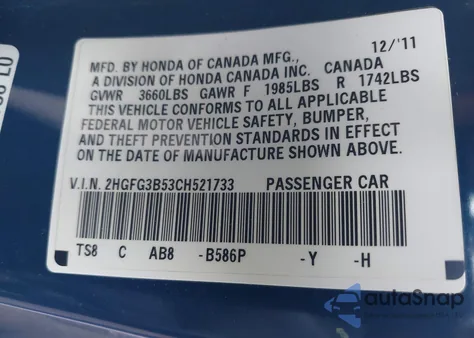 MFD. BY HONDA OF CANADA MFG., 12/'11
A DIVISION OF HONDA CANADA INC. CANADA
GVWR 3660LBS GAWR F 1985LBS R 1742LBS
THIS VEHICLE CONFORMS TO ALL APPLICABLE
FEDERAL MOTOR VEHICLE SAFETY, BUMPER,
AND THEFT PREVENTION STANDARDS IN EFFECT
ON THE DATE OF MANUFACTURE SHOWN ABOVE.
V.I.N. 2HGFG3B53CH521733 PASSENGER CAR
TS8 C AB8 -B586P -Y -H
autoSnap